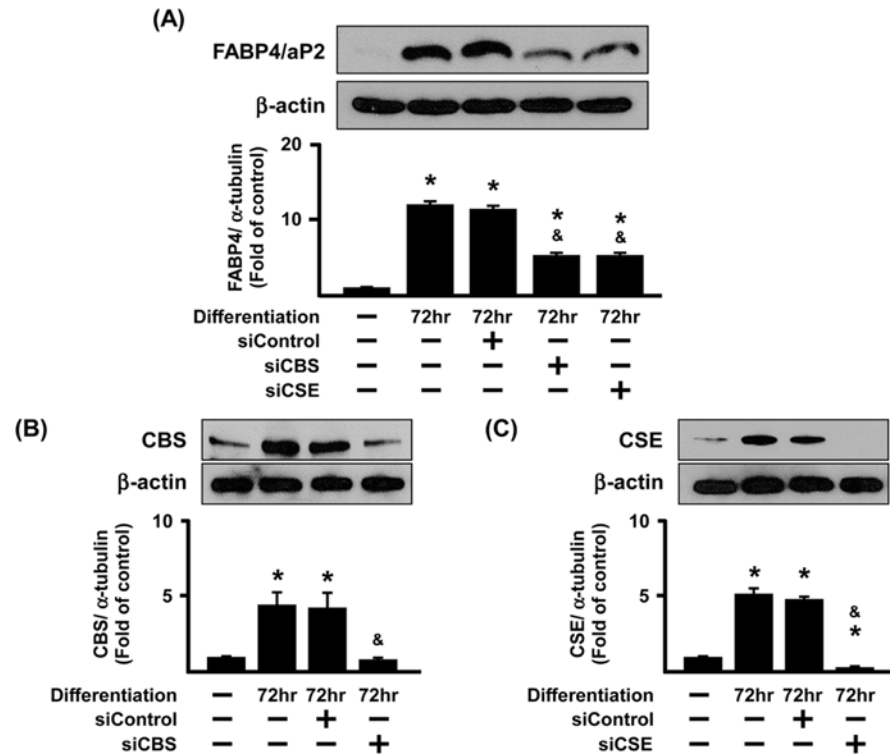 (A)
FABP4/aP2
β-actin
FABP4/ α-tubulin
(Fold of control)
20
10
*
*
*
&
*
&
Differentiation − 72hr 72hr 72hr 72hr
siControl − − + − −
siCBS − − − + −
siCSE − − − − +
(B)
CBS
β-actin
CBS/ α-tubulin
(Fold of control)
10
5
*
*
&
Differentiation − 72hr 72hr 72hr
siControl − − + −
siCBS − − − +
(C)
CSE
β-actin
CSE/ α-tubulin
(Fold of control)
10
5
*
*
&
*
Differentiation − 72hr 72hr 72hr
siControl − − + −
siCSE − − − +